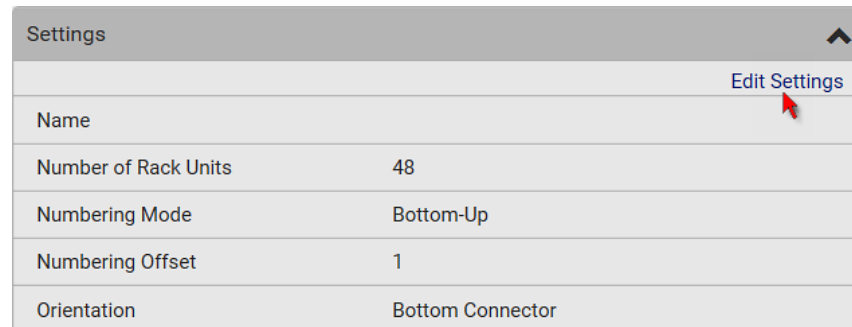 Settings
Edit Settings
Name
Number of Rack Units 48
Numbering Mode Bottom-Up
Numbering Offset 1
Orientation Bottom Connector